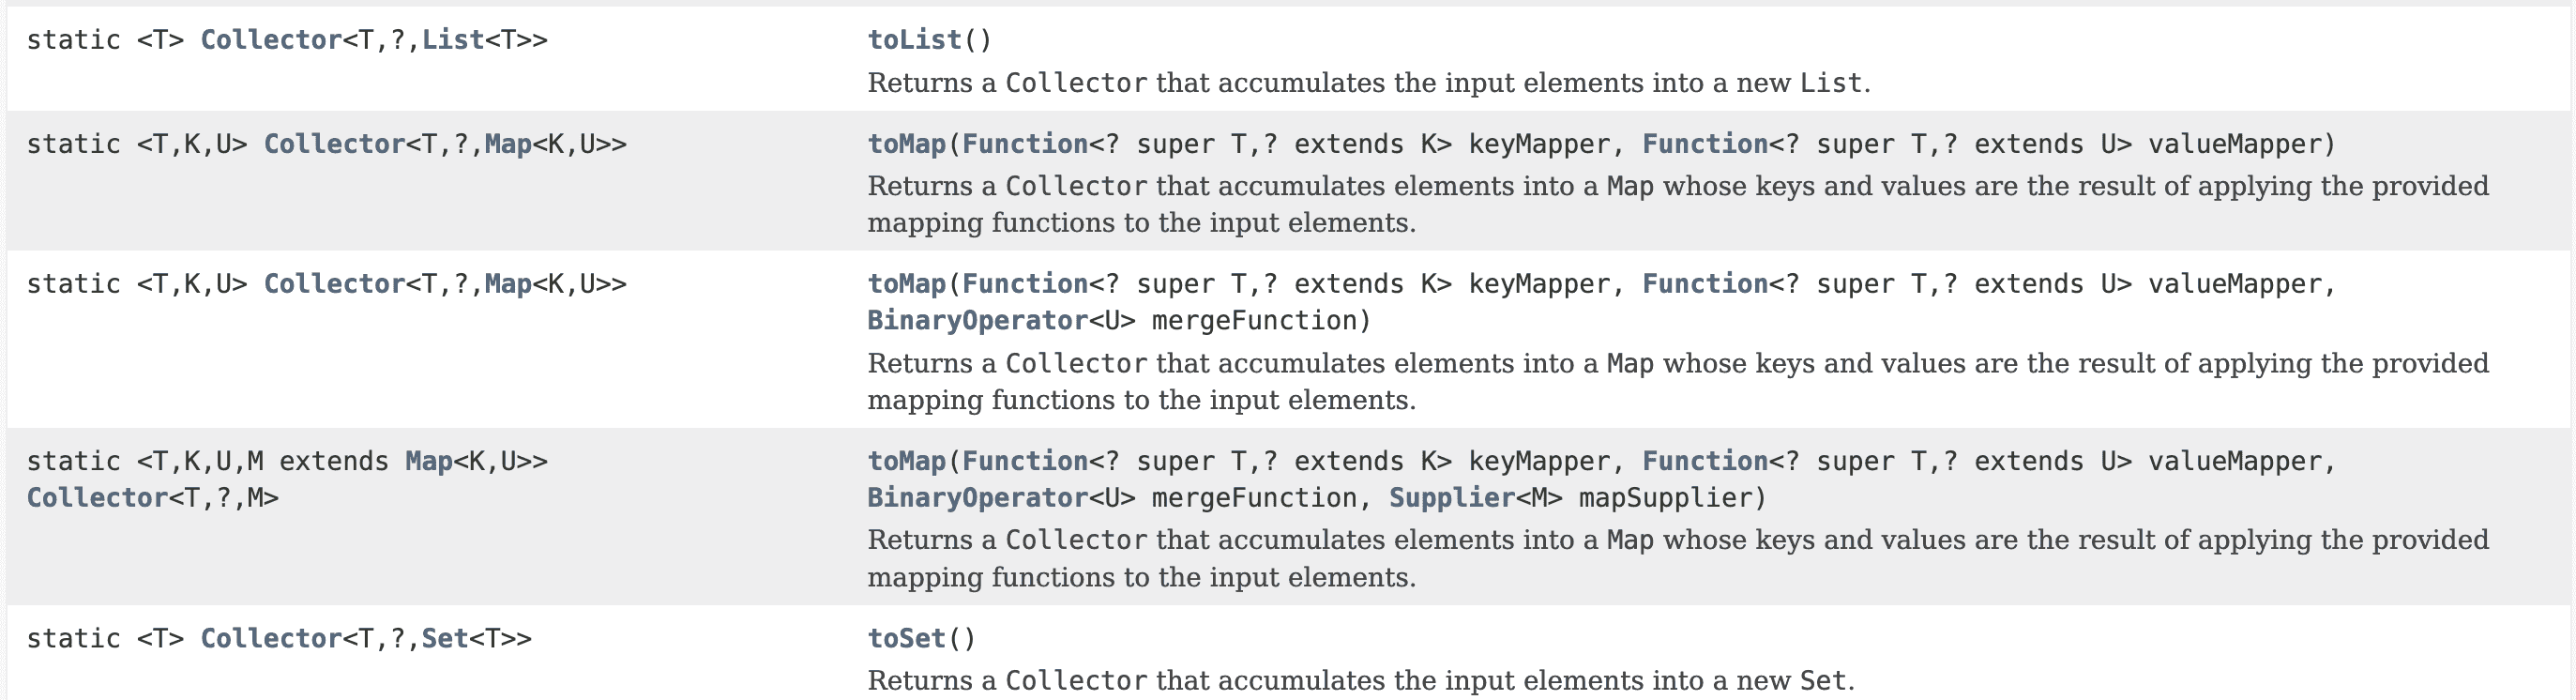 static <T> Collector<T,?,List<T>>
toList()
Returns a Collector that accumulates the input elements into a new List.
static <T,K,U> Collector<T,?,Map<K,U>>
toMap(Function<? super T,? extends K> keyMapper, Function<? super T,? extends U> valueMapper)
Returns a Collector that accumulates elements into a Map whose keys and values are the result of applying the provided
mapping functions to the input elements.
static <T,K,U> Collector<T,?,Map<K,U>>
toMap(Function<? super T,? extends K> keyMapper, Function<? super T,? extends U> valueMapper,
BinaryOperator<U> mergeFunction)
Returns a Collector that accumulates elements into a Map whose keys and values are the result of applying the provided
mapping functions to the input elements.
static <T,K,U,M extends Map<K,U>>
Collector<T,?,M>
toMap(Function<? super T,? extends K> keyMapper, Function<? super T,? extends U> valueMapper,
BinaryOperator<U> mergeFunction, Supplier<M> mapSupplier)
Returns a Collector that accumulates elements into a Map whose keys and values are the result of applying the provided
mapping functions to the input elements.
static <T> Collector<T,?,Set<T>>
toSet()
Returns a Collector that accumulates the input elements into a new Set.